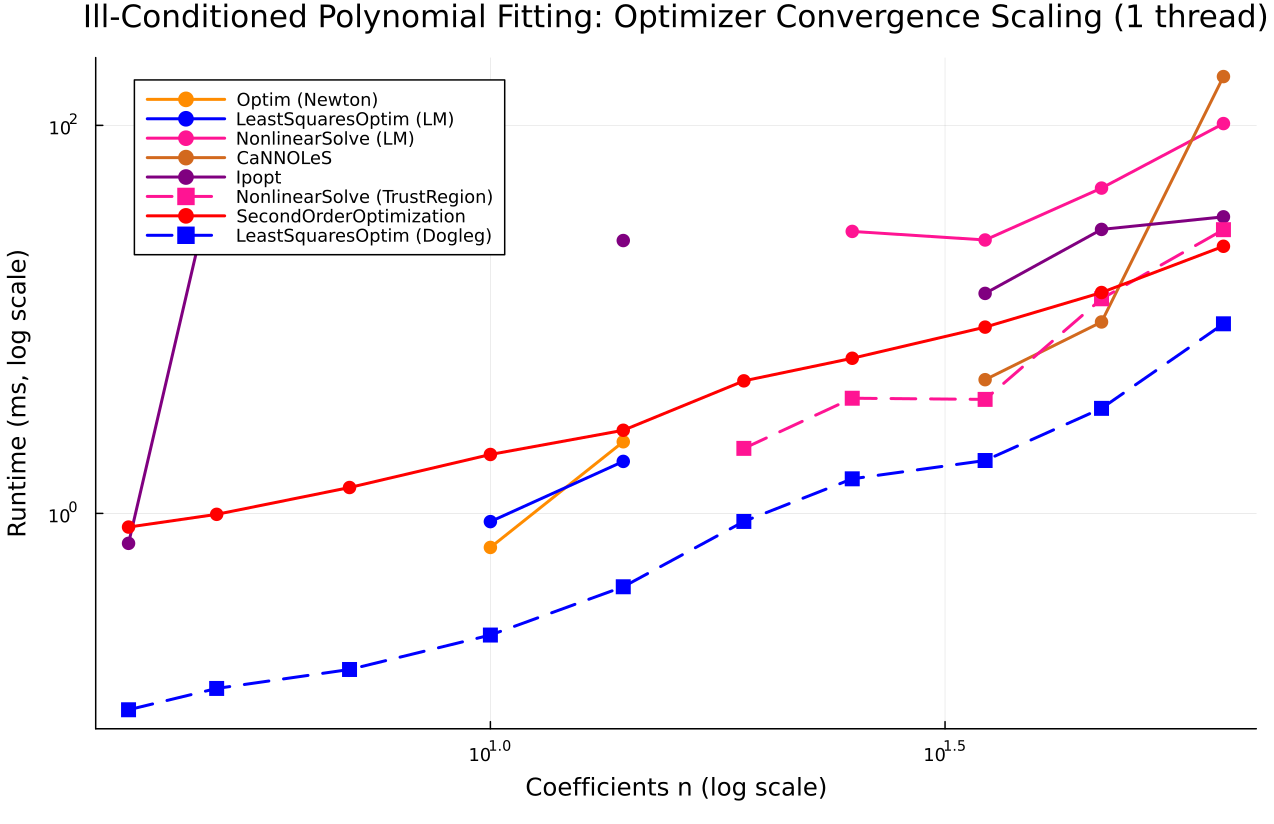 Ill-Conditioned Polynomial Fitting: Optimizer Convergence Scaling (1 thread)
Optim (Newton)
LeastSquaresOptim (LM)
NonlinearSolve (LM)
CaNNOLeS
Ipopt
NonlinearSolve (TrustRegion)
SecondOrderOptimization
LeastSquaresOptim (Dogleg)
Runtime (ms, log scale)
10^2
10^0
10^1.0
10^1.5
Coefficients n (log scale)